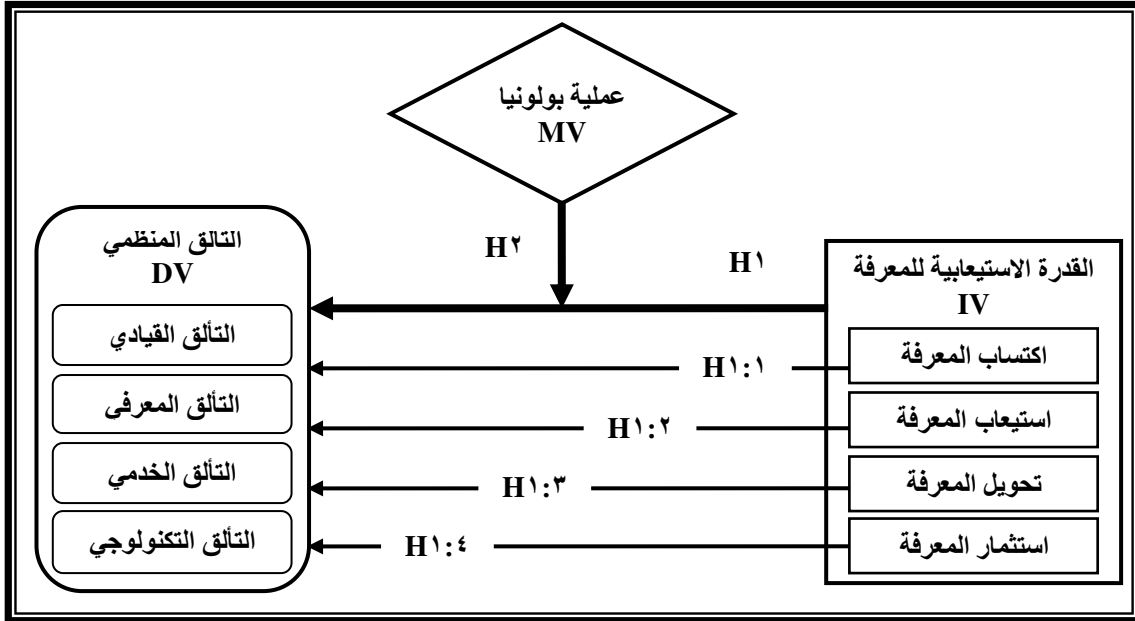 عملية بولونيا
MV
H٢
H١
القدرة الاستيعابية للمعرفة
IV
اكتساب المعرفة
استيعاب المعرفة
تحويل المعرفة
استثمار المعرفة
H١:١
H١:٢
H١:٣
H١:٤
التالق المنظمي
DV
التألق القيادي
التألق المعرفي
التألق الخدمي
التألق التكنولوجي